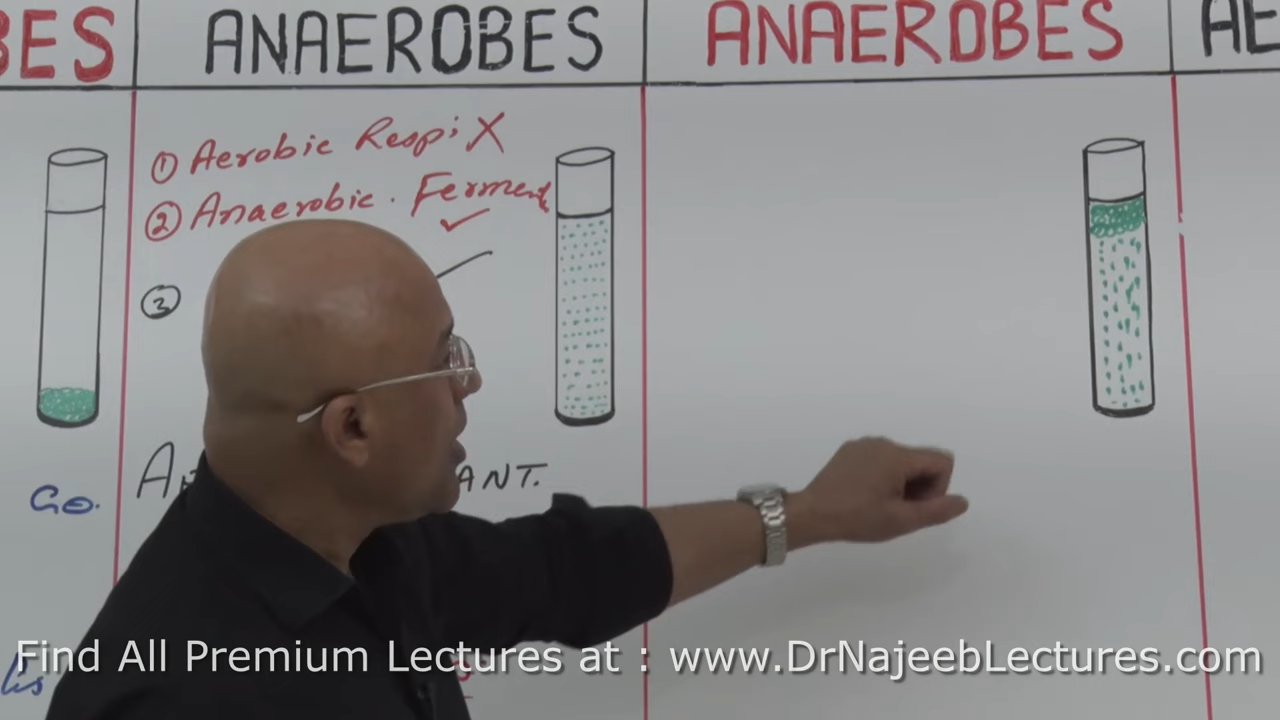 BES ANAEROBES ANAEROBES AE
① Aerobic Respi X
② Anaerobic. Ferment
③
ANT.
Go.
Find All Premium Lectures at : www.DrNajeebLectures.com